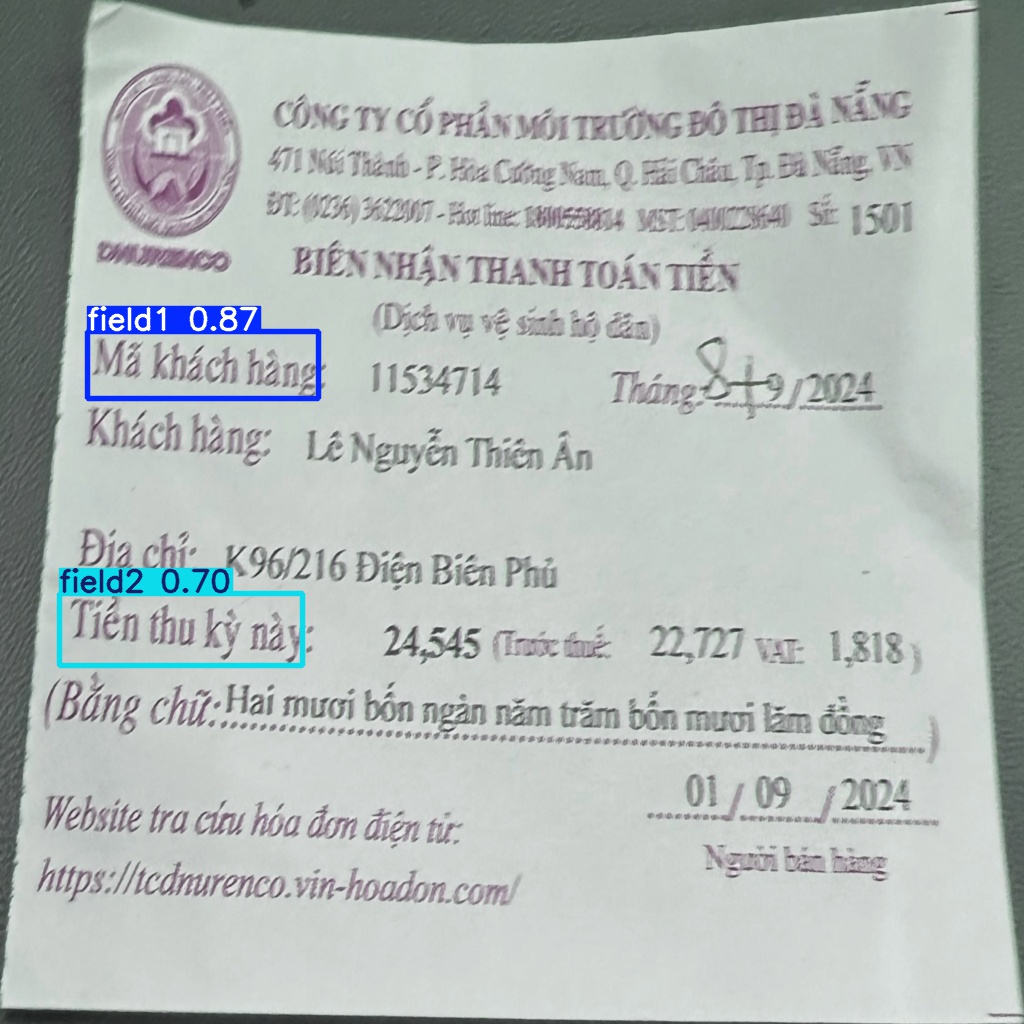 CÔNG TY CỔ PHẦN MÔI TRƯỜNG ĐÔ THỊ ĐÀ NẴNG
471 Núi Thành - P. Hòa Cường Nam, Q. Hải Châu, Tp. Đà Nẵng, VN
ĐT: (0236) 3622007 - Hot line: MST: Số: 1501
DNURENCO
BIÊN NHẬN THANH TOÁN TIỀN
(Dịch vụ vệ sinh hộ dân)
field1 0.87
Mã khách hàng: 11534714 Tháng: 8+9/2024
Khách hàng: Lê Nguyễn Thiên Ân
Địa chỉ: K96/216 Điện Biên Phủ
field2 0.70
Tiền thu kỳ này: 24,545 (Trước thuế: 22,727 VAT: 1,818)
(Bằng chữ: Hai mươi bốn ngàn năm trăm bốn mươi lăm đồng)
01 / 09 / 2024
Website tra cứu hóa đơn điện tử:
Người bán hàng
https://tcdnurenco.vin-hoadon.com/